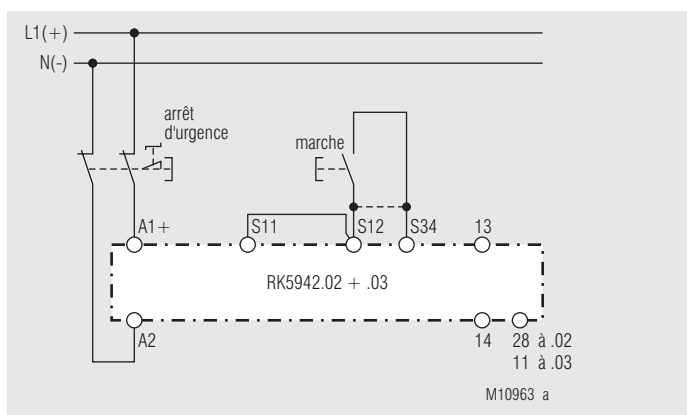 L1(+)
N(-)
arrêt
d'urgence
marche
A1+
S11
S12
S34
13
RK5942.02 + .03
A2
14
28 à .02
11 à .03
M10963 a